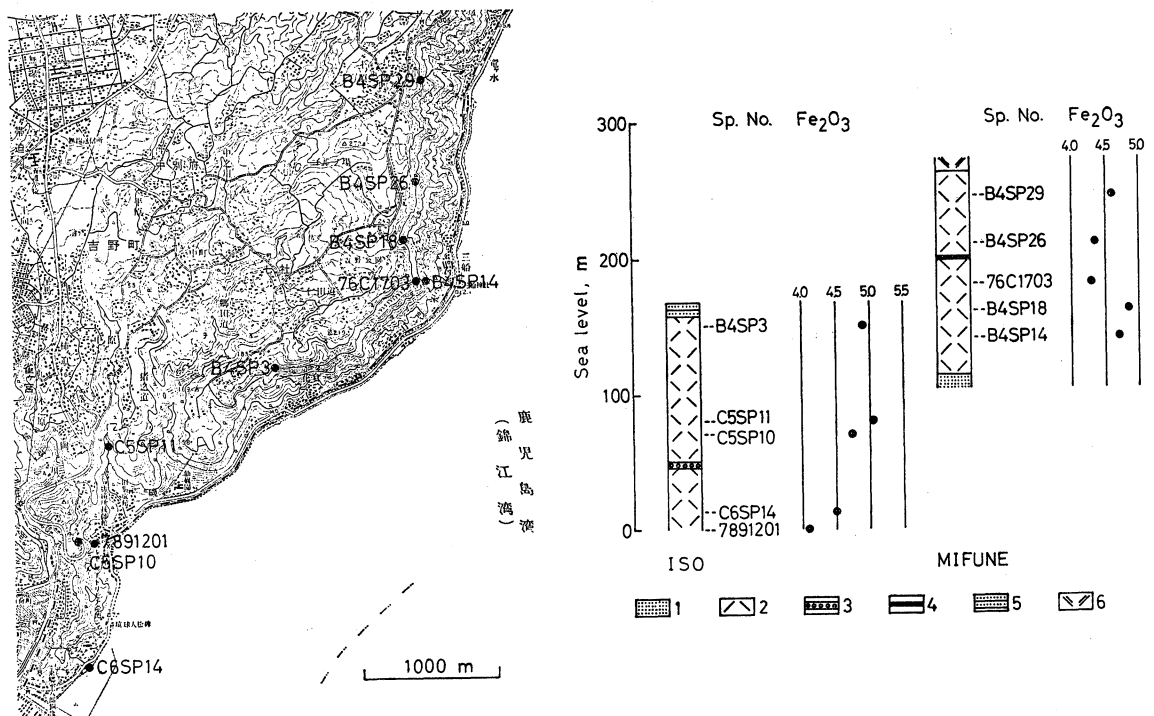 B4SP29
B4SP26
B4SP18
76C1703
B4SP14
B4SP3
C5SP11
7891201
C5SP10
C6SP14
吉野町
鹿児島湾
(錦江湾)
1000 m
Sea level, m
300
200
100
0
Sp. No. Fe2O3
40 45 50 55
B4SP3
C5SP11
C5SP10
C6SP14
7891201
ISO
Sp. No. Fe2O3
40 45 50
B4SP29
B4SP26
76C1703
B4SP18
B4SP14
MIFUNE
1 2 3 4 5 6